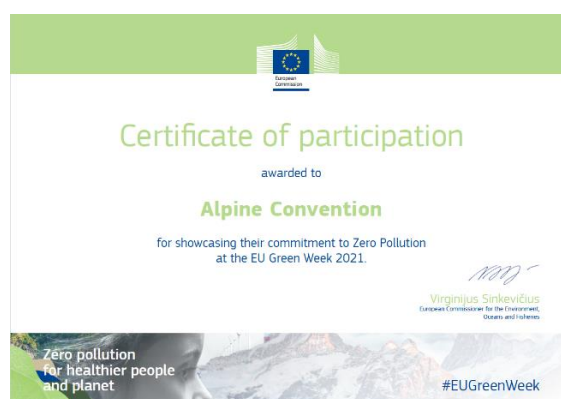 European
Commission
Certificate of participation
awarded to
Alpine Convention
for showcasing their commitment to Zero Pollution
at the EU Green Week 2021.
Virginijus Sinkevičius
European Commissioner for the Environment,
Oceans and Fisheries
Zero pollution
for healthier people
and planet
#EUGreenWeek